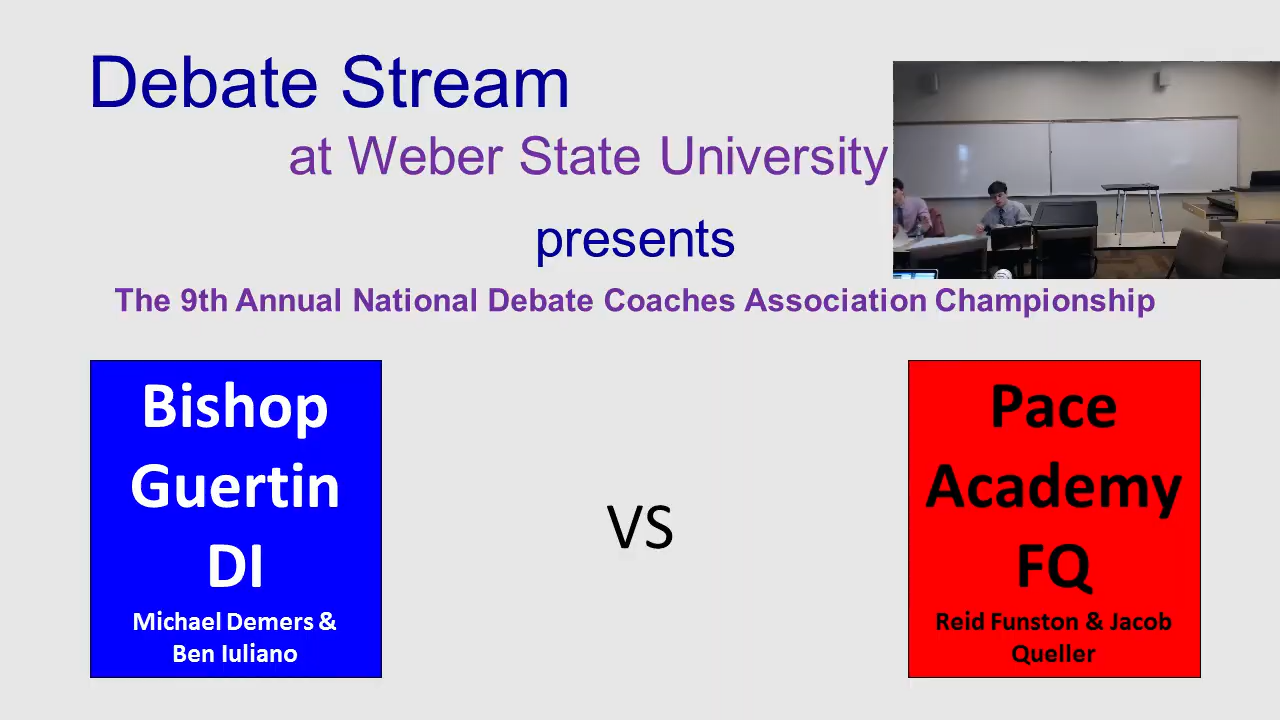 Debate Stream
at Weber State University
presents
The 9th Annual National Debate Coaches Association Championship
Bishop
Guertin
DI
Michael Demers &
Ben Iuliano
VS
Pace
Academy
FQ
Reid Funston & Jacob
Queller